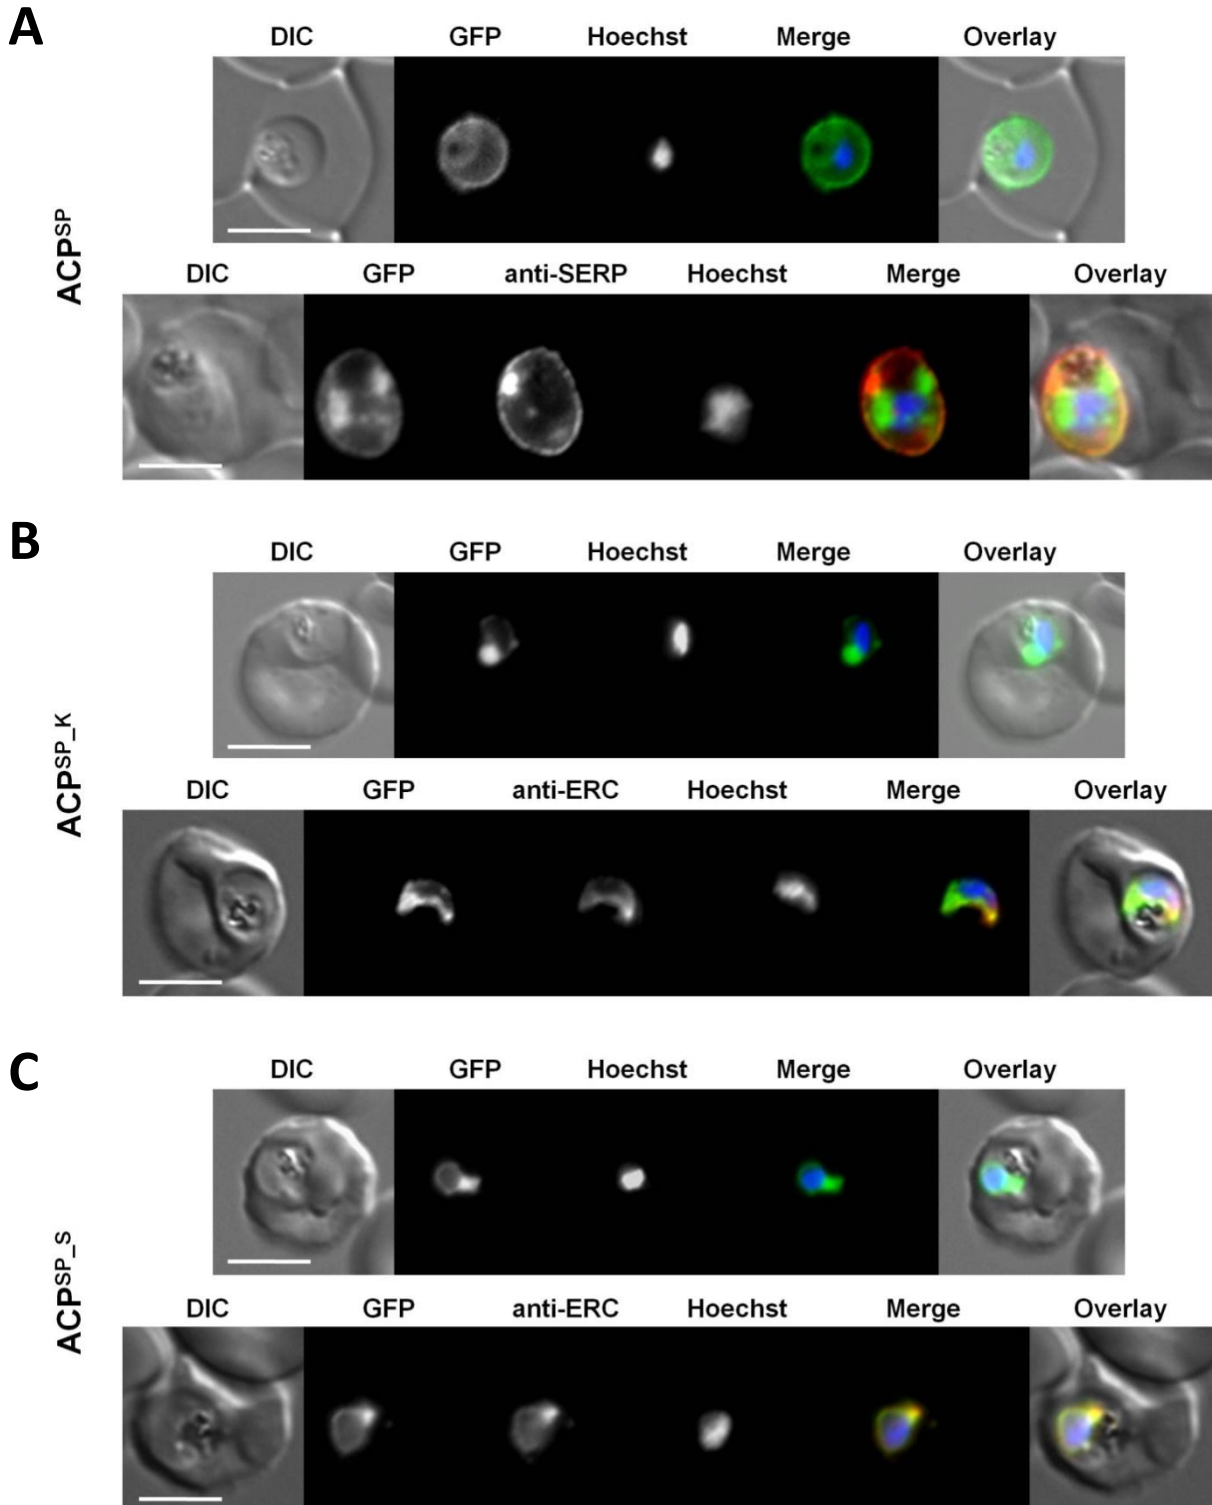 A
DIC GFP Hoechst Merge Overlay
ACPSP
DIC GFP anti-SERP Hoechst Merge Overlay
B
DIC GFP Hoechst Merge Overlay
ACPSP_K
DIC GFP anti-ERC Hoechst Merge Overlay
C
DIC GFP Hoechst Merge Overlay
ACPSP_S
DIC GFP anti-ERC Hoechst Merge Overlay